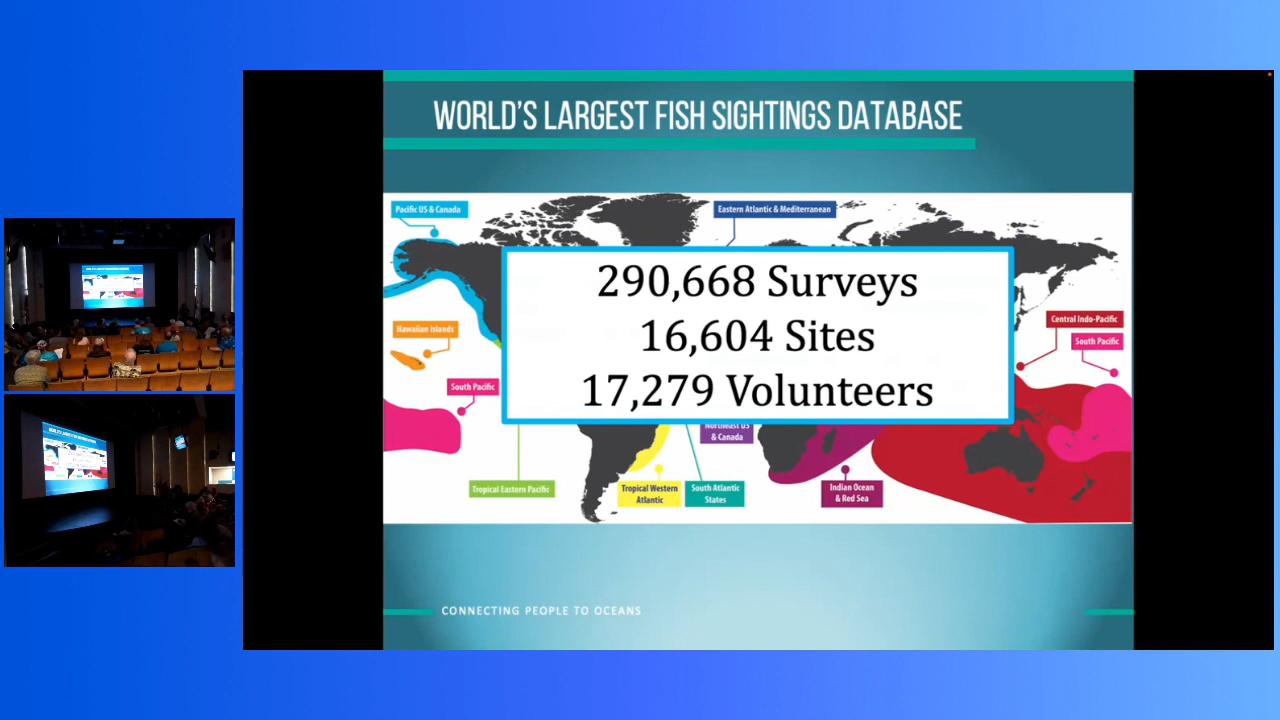 WORLD'S LARGEST FISH SIGHTINGS DATABASE
Pacific US & Canada
Eastern Atlantic & Mediterranean
290,668 Surveys
16,604 Sites
17,279 Volunteers
Hawaiian Islands
Central Indo-Pacific
South Pacific
South Pacific
Northeast US
& Canada
Tropical Eastern Pacific
Tropical Western
Atlantic
South Atlantic
States
Indian Ocean
& Red Sea
CONNECTING PEOPLE TO OCEANS